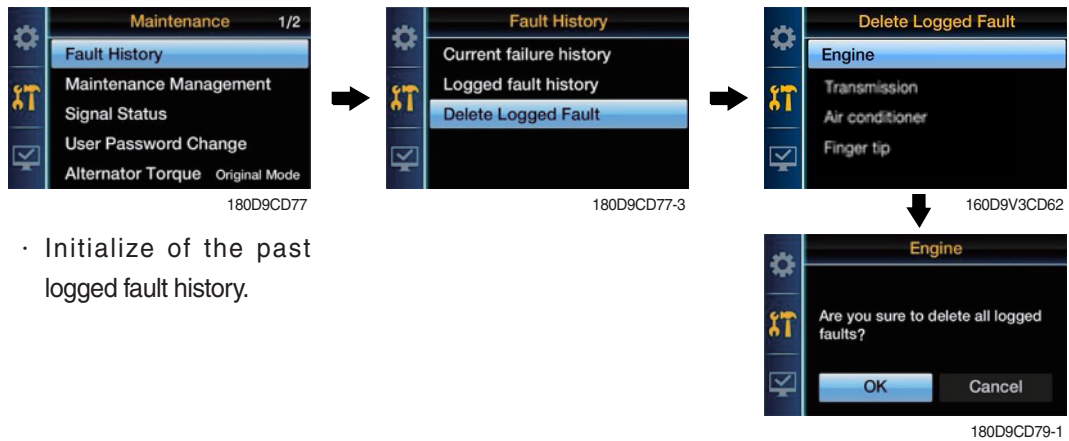 Maintenance 1/2
Fault History
Maintenance Management
Signal Status
User Password Change
Alternator Torque Original Mode
180D9CD77
Fault History
Current failure history
Logged fault history
Delete Logged Fault
180D9CD77-3
Delete Logged Fault
Engine
Transmission
Air conditioner
Finger tip
160D9V3CD62
· Initialize of the past
logged fault history.
Engine
Are you sure to delete all logged
faults?
OK Cancel
180D9CD79-1